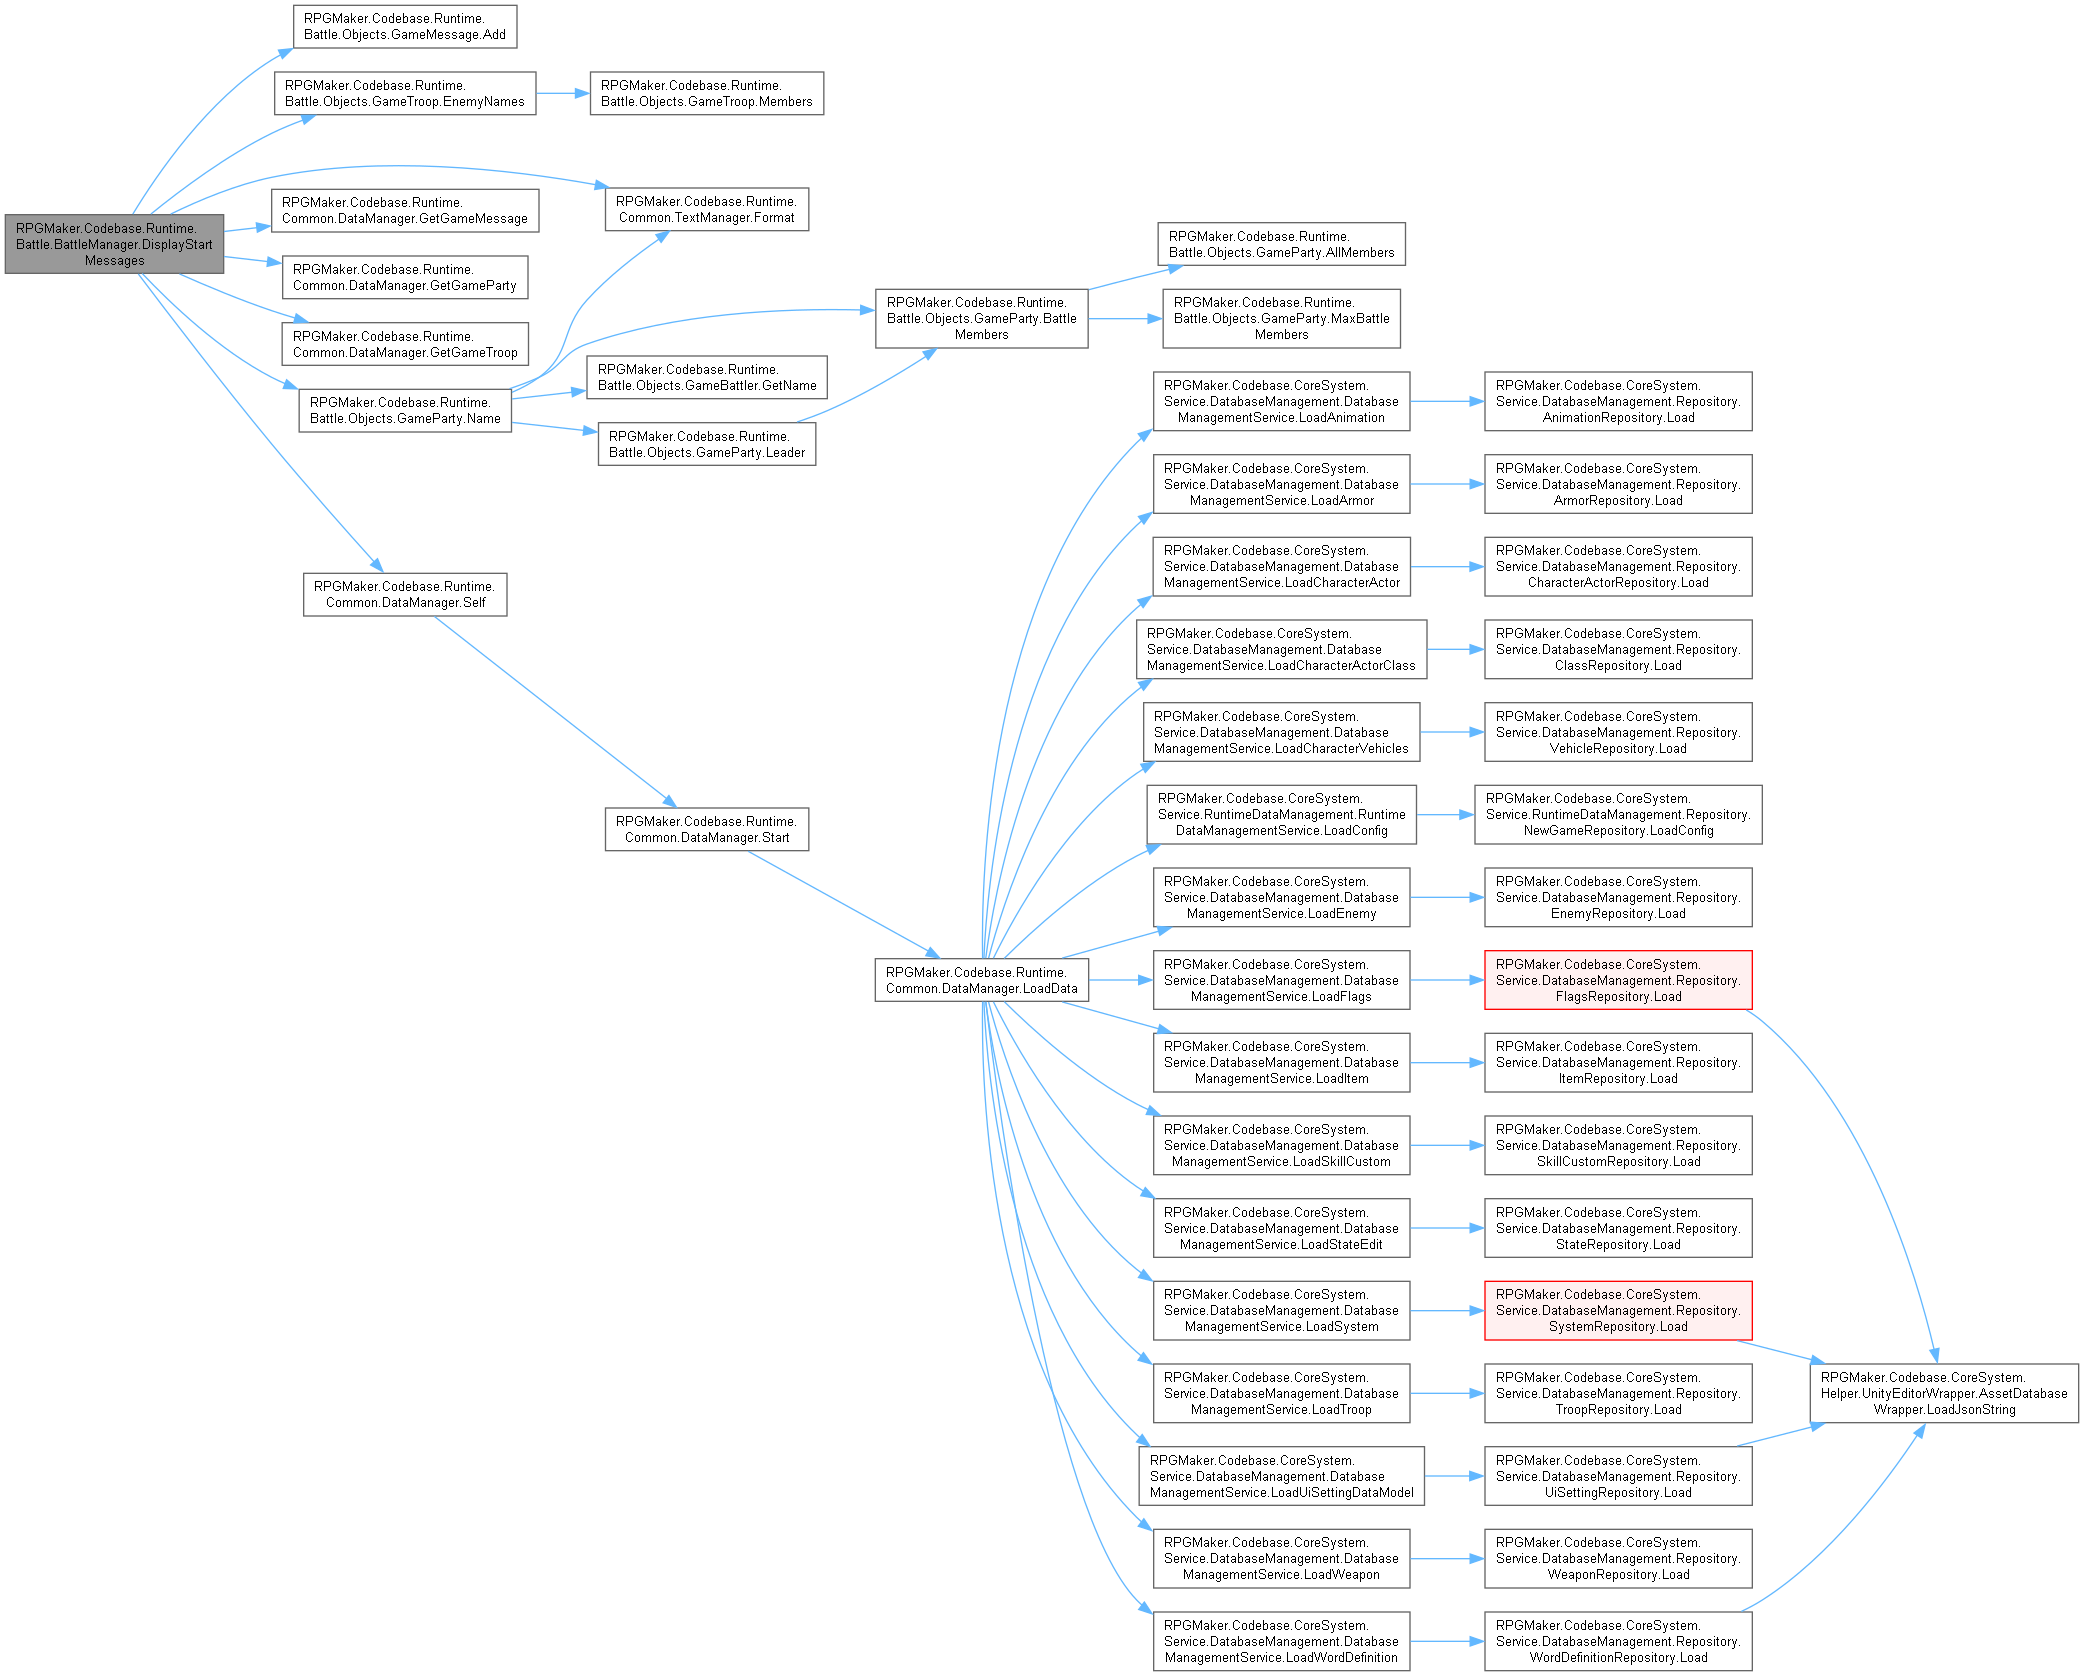 RPGMaker.Codebase.Runtime.
Battle.Objects.GameMessage.Add
RPGMaker.Codebase.Runtime.
Battle.Objects.GameTroop.EnemyNames
RPGMaker.Codebase.Runtime.
Battle.Objects.GameTroop.Members
RPGMaker.Codebase.Runtime.
Common.DataManager.GetGameMessage
RPGMaker.Codebase.Runtime.
Common.TextManager.Format
RPGMaker.Codebase.Runtime.
Battle.BattleManager.DisplayStart
Messages
RPGMaker.Codebase.Runtime.
Common.DataManager.GetGameParty
RPGMaker.Codebase.Runtime.
Common.DataManager.GetGameTroop
RPGMaker.Codebase.Runtime.
Battle.Objects.GameParty.Name
RPGMaker.Codebase.Runtime.
Battle.Objects.GameBattler.GetName
RPGMaker.Codebase.Runtime.
Battle.Objects.GameParty.Leader
RPGMaker.Codebase.Runtime.
Battle.Objects.GameParty.Battle
Members
RPGMaker.Codebase.Runtime.
Battle.Objects.GameParty.AllMembers
RPGMaker.Codebase.Runtime.
Battle.Objects.GameParty.MaxBattle
Members
RPGMaker.Codebase.Runtime.
Common.DataManager.Self
RPGMaker.Codebase.Runtime.
Common.DataManager.Start
RPGMaker.Codebase.Runtime.
Common.DataManager.LoadData
RPGMaker.Codebase.CoreSystem.
Service.DatabaseManagement.Database
ManagementService.LoadAnimation
RPGMaker.Codebase.CoreSystem.
Service.DatabaseManagement.Repository.
AnimationRepository.Load
RPGMaker.Codebase.CoreSystem.
Service.DatabaseManagement.Database
ManagementService.LoadArmor
RPGMaker.Codebase.CoreSystem.
Service.DatabaseManagement.Repository.
ArmorRepository.Load
RPGMaker.Codebase.CoreSystem.
Service.DatabaseManagement.Database
ManagementService.LoadCharacterActor
RPGMaker.Codebase.CoreSystem.
Service.DatabaseManagement.Repository.
CharacterActorRepository.Load
RPGMaker.Codebase.CoreSystem.
Service.DatabaseManagement.Database
ManagementService.LoadCharacterActorClass
RPGMaker.Codebase.CoreSystem.
Service.DatabaseManagement.Repository.
ClassRepository.Load
RPGMaker.Codebase.CoreSystem.
Service.DatabaseManagement.Database
ManagementService.LoadCharacterVehicles
RPGMaker.Codebase.CoreSystem.
Service.DatabaseManagement.Repository.
VehicleRepository.Load
RPGMaker.Codebase.CoreSystem.
Service.RuntimeDataManagement.Runtime
DataManagementService.LoadConfig
RPGMaker.Codebase.CoreSystem.
Service.RuntimeDataManagement.Repository.
NewGameRepository.LoadConfig
RPGMaker.Codebase.CoreSystem.
Service.DatabaseManagement.Database
ManagementService.LoadEnemy
RPGMaker.Codebase.CoreSystem.
Service.DatabaseManagement.Repository.
EnemyRepository.Load
RPGMaker.Codebase.CoreSystem.
Service.DatabaseManagement.Database
ManagementService.LoadFlags
RPGMaker.Codebase.CoreSystem.
Service.DatabaseManagement.Repository.
FlagsRepository.Load
RPGMaker.Codebase.CoreSystem.
Service.DatabaseManagement.Database
ManagementService.LoadItem
RPGMaker.Codebase.CoreSystem.
Service.DatabaseManagement.Repository.
ItemRepository.Load
RPGMaker.Codebase.CoreSystem.
Service.DatabaseManagement.Database
ManagementService.LoadSkillCustom
RPGMaker.Codebase.CoreSystem.
Service.DatabaseManagement.Repository.
SkillCustomRepository.Load
RPGMaker.Codebase.CoreSystem.
Service.DatabaseManagement.Database
ManagementService.LoadStateEdit
RPGMaker.Codebase.CoreSystem.
Service.DatabaseManagement.Repository.
StateRepository.Load
RPGMaker.Codebase.CoreSystem.
Service.DatabaseManagement.Database
ManagementService.LoadSystem
RPGMaker.Codebase.CoreSystem.
Service.DatabaseManagement.Repository.
SystemRepository.Load
RPGMaker.Codebase.CoreSystem.
Service.DatabaseManagement.Database
ManagementService.LoadTroop
RPGMaker.Codebase.CoreSystem.
Service.DatabaseManagement.Repository.
TroopRepository.Load
RPGMaker.Codebase.CoreSystem.
Helper.UnityEditorWrapper.AssetDatabase
Wrapper.LoadJsonString
RPGMaker.Codebase.CoreSystem.
Service.DatabaseManagement.Database
ManagementService.LoadUiSettingDataModel
RPGMaker.Codebase.CoreSystem.
Service.DatabaseManagement.Repository.
UiSettingRepository.Load
RPGMaker.Codebase.CoreSystem.
Service.DatabaseManagement.Database
ManagementService.LoadWeapon
RPGMaker.Codebase.CoreSystem.
Service.DatabaseManagement.Repository.
WeaponRepository.Load
RPGMaker.Codebase.CoreSystem.
Service.DatabaseManagement.Database
ManagementService.LoadWordDefinition
RPGMaker.Codebase.CoreSystem.
Service.DatabaseManagement.Repository.
WordDefinitionRepository.Load